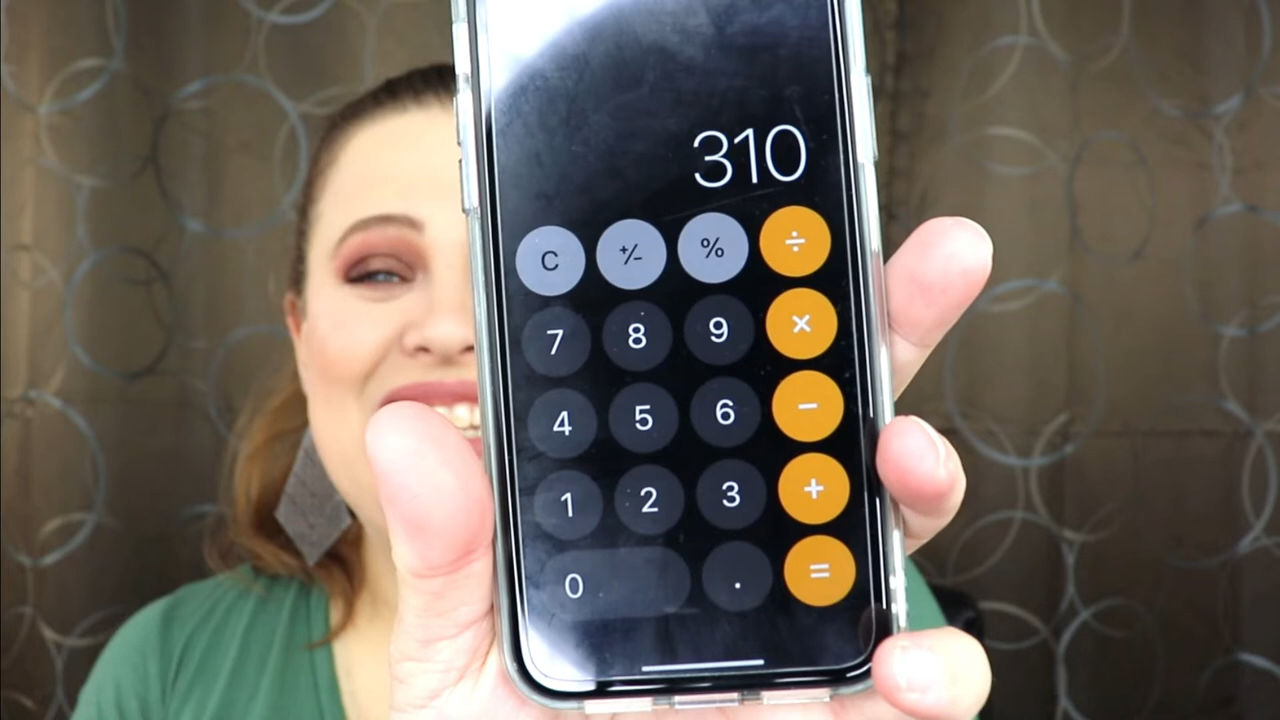 310
C +/- % ÷
7 8 9 ×
4 5 6 −
1 2 3 +
0 . =